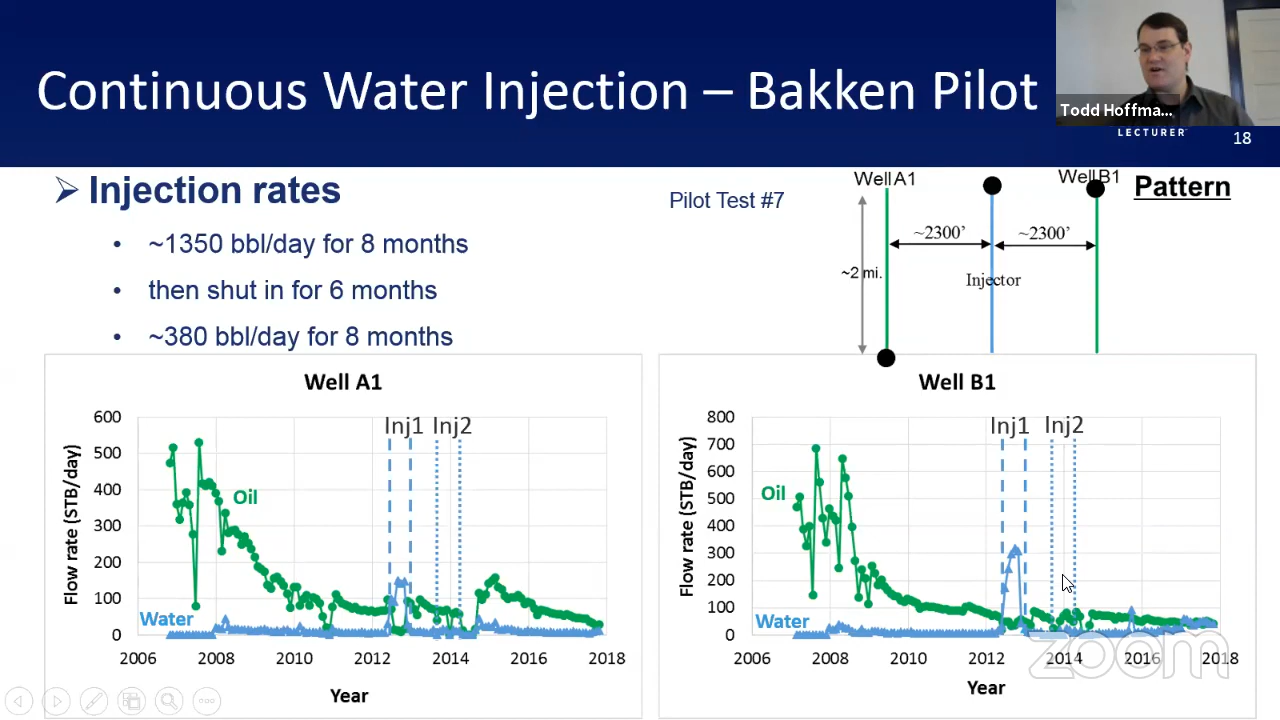 Continuous Water Injection – Bakken Pilot
Todd Hoffma...
LECTURER
18
➢ Injection rates
• ~1350 bbl/day for 8 months
• then shut in for 6 months
• ~380 bbl/day for 8 months
Pilot Test #7
Well A1
Well B1
Pattern
~2300’
~2300’
~2 mi.
Injector
Well A1
600
500
400
300
200
100
0
Flow rate (STB/day)
Inj1
Inj2
Oil
Water
2006
2008
2010
2012
2014
2016
2018
Year
Well B1
800
700
600
500
400
300
200
100
0
Flow rate (STB/day)
Inj1
Inj2
Oil
Water
2006
2008
2010
2012
2014
2016
2018
Year
zoom